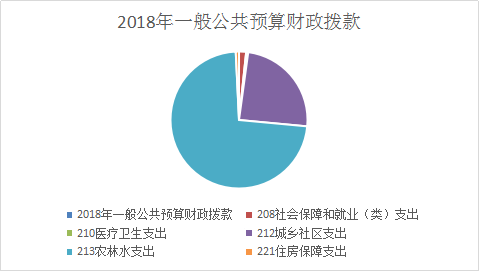 2018年一般公共预算财政拨款
2018年一般公共预算财政拨款 208社会保障和就业（类）支出
210医疗卫生支出 212城乡社区支出
213农林水支出 221住房保障支出